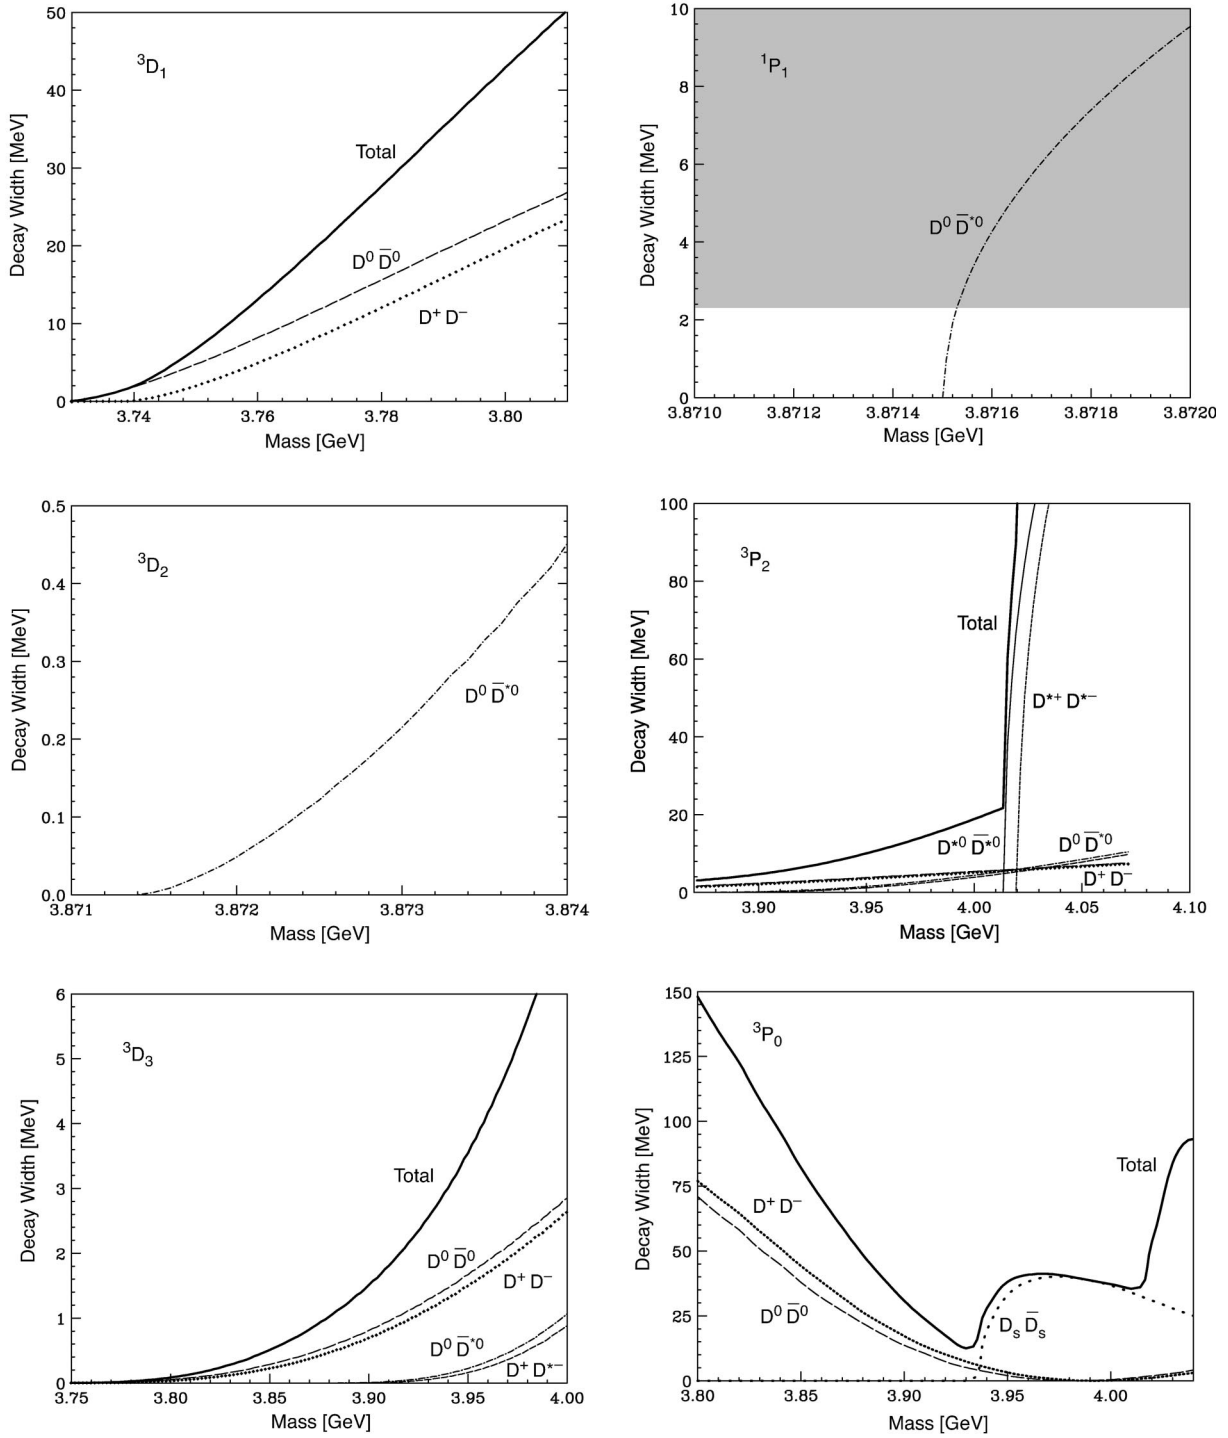 50
40
30
20
10
0
Decay Width [MeV]
³D₁
Total
D⁰ D̅⁰
D⁺ D⁻
3.74
3.76
3.78
3.80
Mass [GeV]
10
8
6
4
2
0
Decay Width [MeV]
¹P₁
D⁰ D̅*⁰
3.8710
3.8712
3.8714
3.8716
3.8718
3.8720
Mass [GeV]
0.5
0.4
0.3
0.2
0.1
0.0
Decay Width [MeV]
³D₂
D⁰ D̅*⁰
3.871
3.872
3.873
3.874
Mass [GeV]
100
80
60
40
20
0
Decay Width [MeV]
³P₂
Total
D*⁺ D*⁻
D*⁰ D̅*⁰
D⁰ D̅*⁰
D⁺ D⁻
3.90
3.95
4.00
4.05
4.10
Mass [GeV]
6
5
4
3
2
1
0
Decay Width [MeV]
³D₃
Total
D⁰ D̅⁰
D⁺ D⁻
D⁰ D̅*⁰
D⁺ D*⁻
3.75
3.80
3.85
3.90
3.95
4.00
Mass [GeV]
150
125
100
75
50
25
0
Decay Width [MeV]
³P₀
Total
D⁺ D⁻
D⁰ D̅⁰
Dₛ D̅ₛ
3.80
3.85
3.90
3.95
4.00
Mass [GeV]